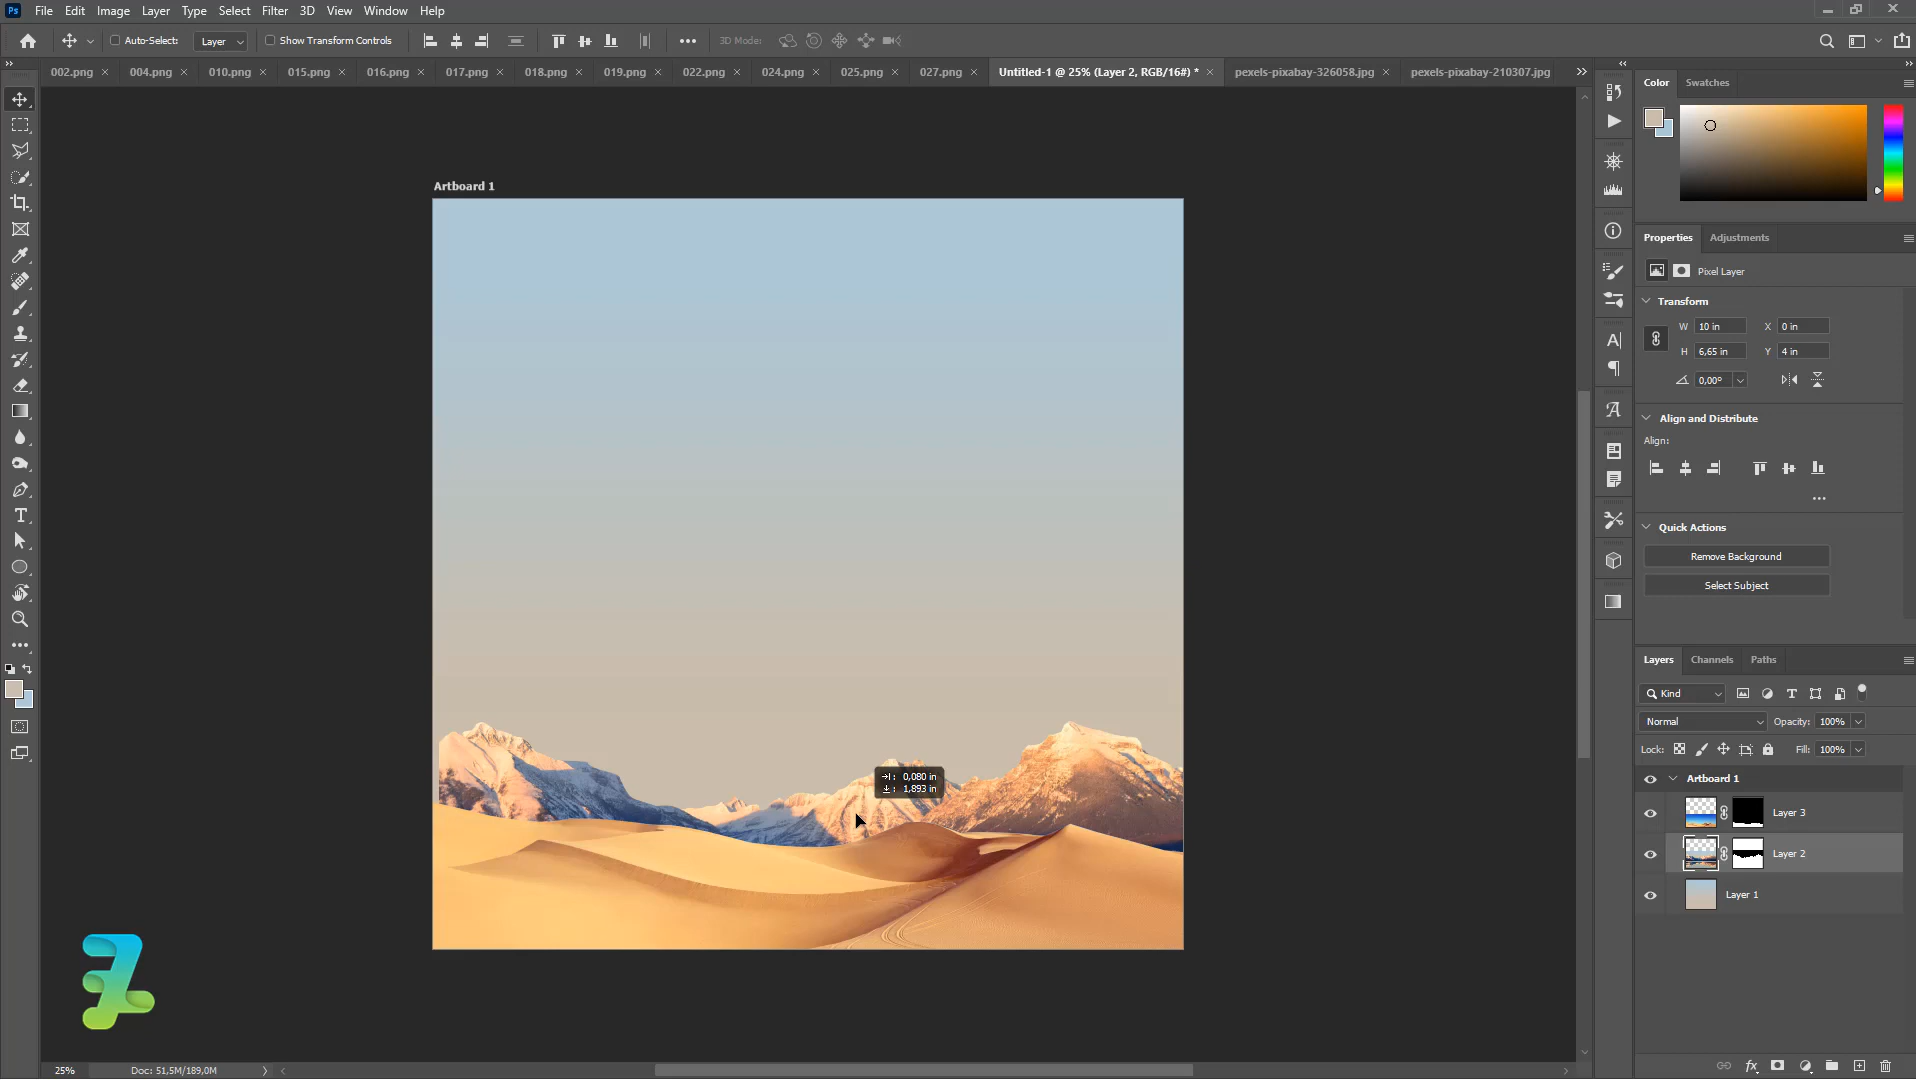 Ps File Edit Image Layer Type Select Filter 3D View Window Help
Auto-Select: Layer Show Transform Controls 3D Mode:
002.png 004.png 010.png 015.png 016.png 017.png 018.png 019.png 022.png 024.png 025.png 027.png Untitled-1 @ 25% (Layer 2, RGB/16#) * pexels-pixabay-326058.jpg pexels-pixabay-210307.jpg
Color Swatches
Artboard 1
Properties Adjustments
Pixel Layer
Transform
W 10 in X 0 in
H 6,65 in Y 4 in
0,00°
Align and Distribute
Align:
Quick Actions
Remove Background
Select Subject
Layers Channels Paths
Kind
Normal Opacity: 100%
Lock: Fill: 100%
Artboard 1
Layer 3
Layer 2
Layer 1
0,080 in
1,893 in
25% Doc: 51,5M/189,0M